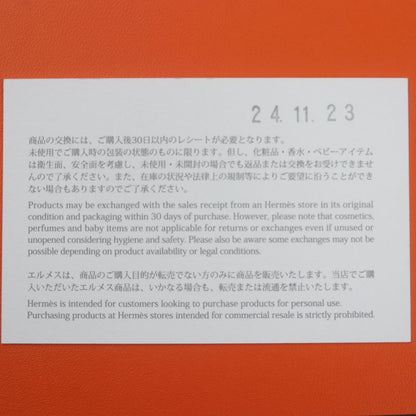 24.11.23
商品の交換には、ご購入後30日以内のレシートが必要となります。
未使用でご購入時の包装の状態のものに限ります。但し、化粧品・香水・ベビーアイテム
は衛生面、安全面を考慮し、未使用・未開封の場合でも返品または交換をお受けできませ
んのでご了承ください。また、在庫の状況や法律上の規制等によりご要望に沿うことができ
ない場合もありますのでご了承ください。
Products may be exchanged with the sales receipt from an Hermès store in its original
condition and packaging within 30 days of purchase. However, please note that cosmetics,
perfumes and baby items are not applicable for returns or exchanges even if unused or
unopened considering hygiene and safety. Please also be aware some exchanges may not be
possible depending on product availability or legal conditions.
エルメスは、商品のご購入目的が転売でない方のみに商品を販売いたします。当店でご購
入いただいたエルメス商品は、いかなる場合も、転売または流通を禁止いたします。
Hermès is intended for customers looking to purchase products for personal use.
Purchasing products at Hermès stores intended for commercial resale is strictly prohibited.